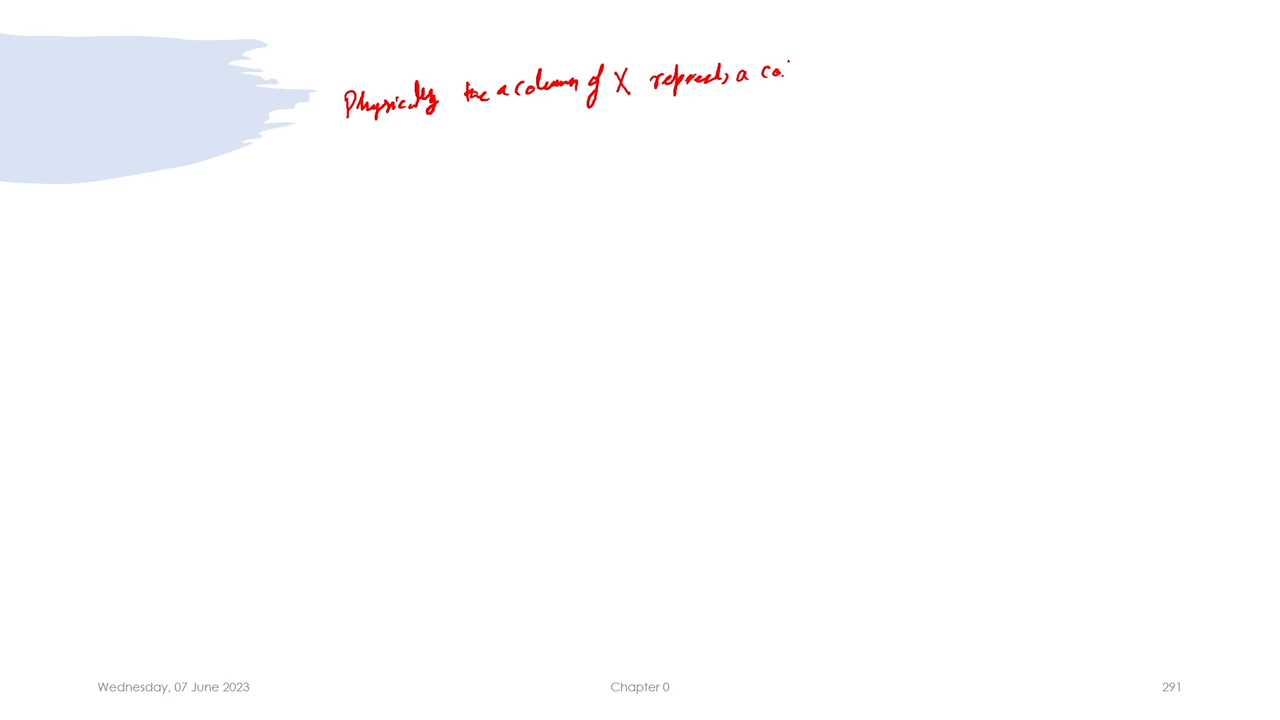 Physically the a column of X represents a co
Wednesday, 07 June 2023
Chapter 0
291